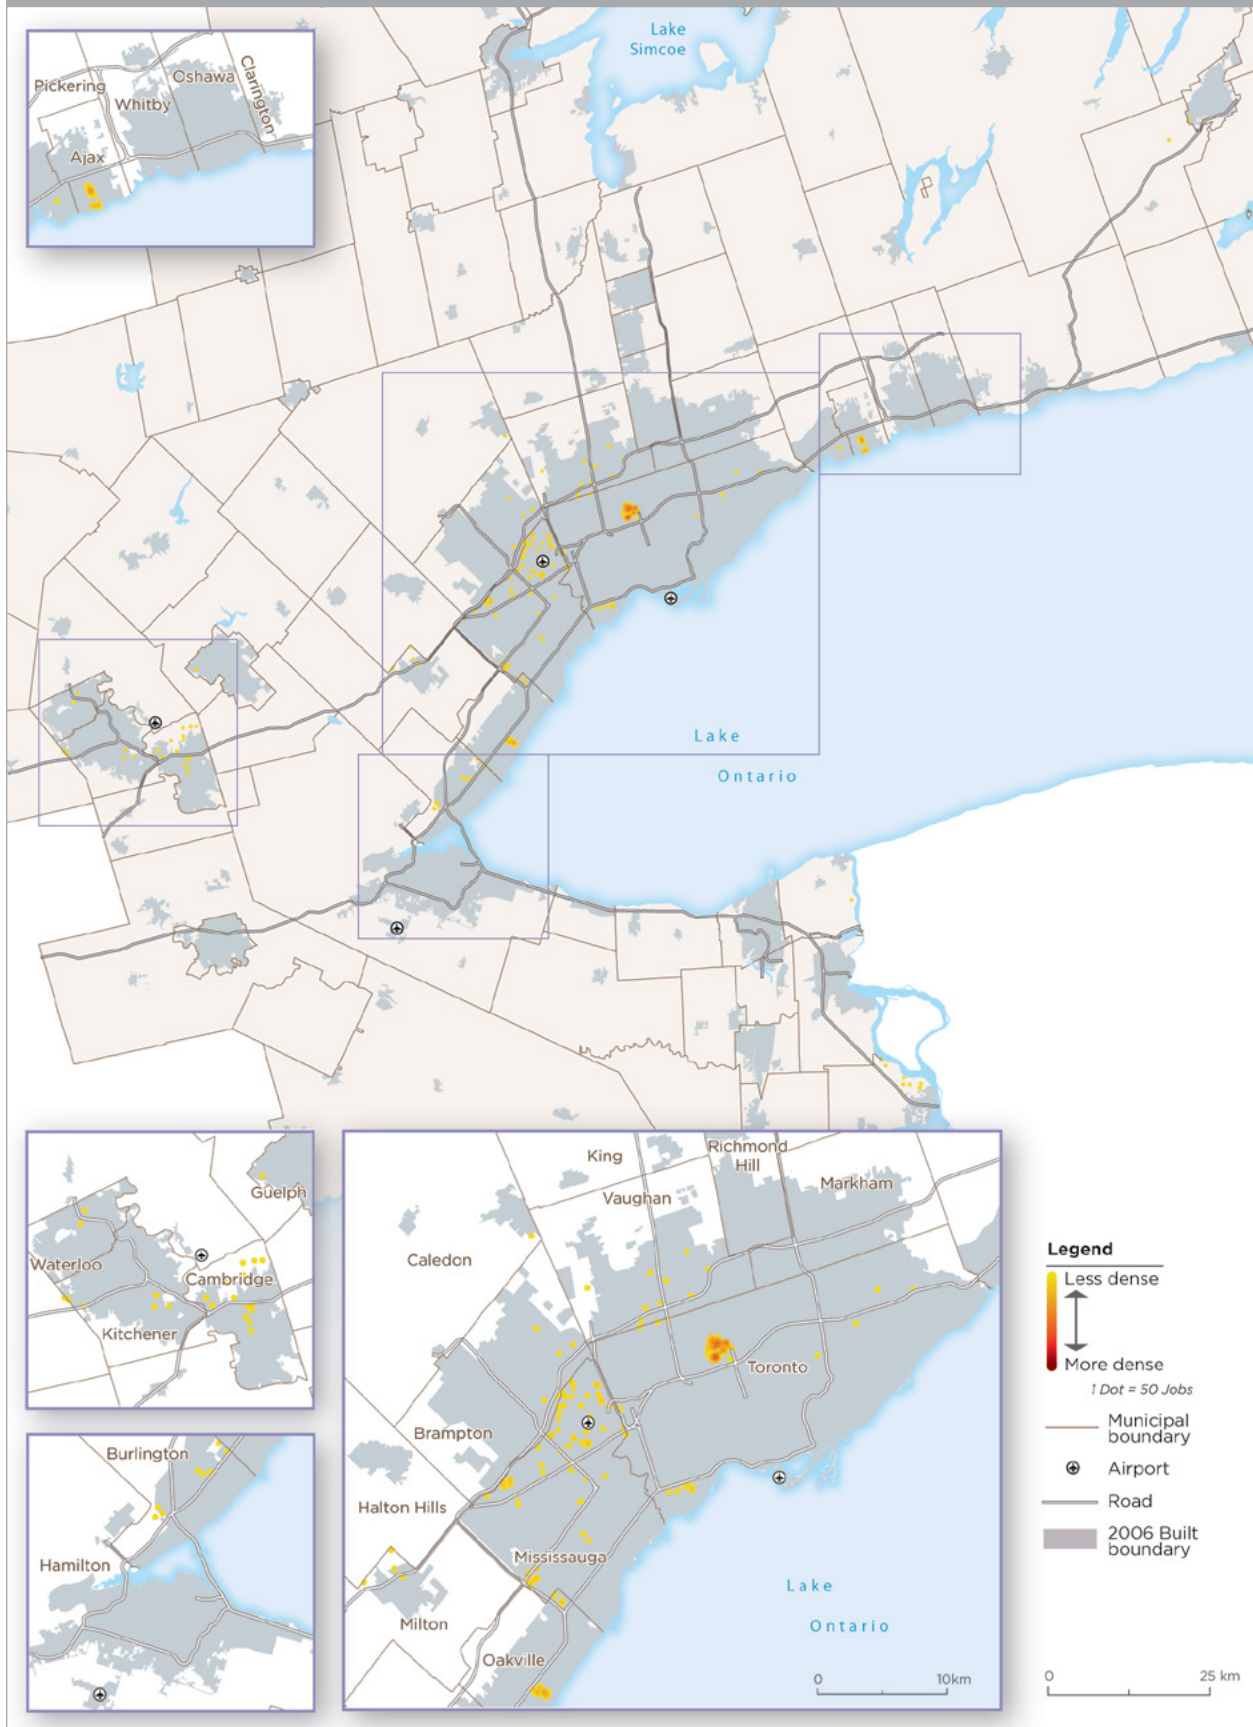 Lake
Simcoe
Pickering
Whitby
Oshawa
Clarington
Ajax
Lake
Ontario
Guelph
Waterloo
Cambridge
Kitchener
Burlington
Hamilton
King
Richmond
Hill
Vaughan
Markham
Caledon
Toronto
Brampton
Halton Hills
Mississauga
Milton
Oakville
Lake
Ontario
0 10km
Legend
Less dense
More dense
1 Dot = 50 Jobs
Municipal
boundary
Airport
Road
2006 Built
boundary
0 25 km